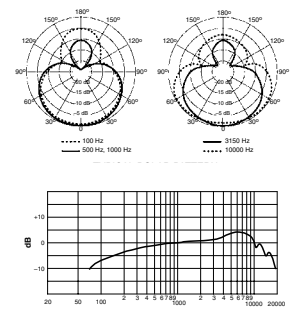 180° 180°
150° 150° 150° 150°
120° 120° 120° 120°
90° 90° 90° 90°
-20 dB
-15 dB -15 dB
-10 dB -10 dB
60° -5 dB 60° 60° -5 dB 60°
30° 30° 30° 30°
0° 0°
100 Hz 3150 Hz
500 Hz, 1000 Hz 10000 Hz
+10
dB 0
-10
20 50 100 2 3 4 5 6 7 8 9 1000 2 3 4 5 6 7 8 9 10000 20000